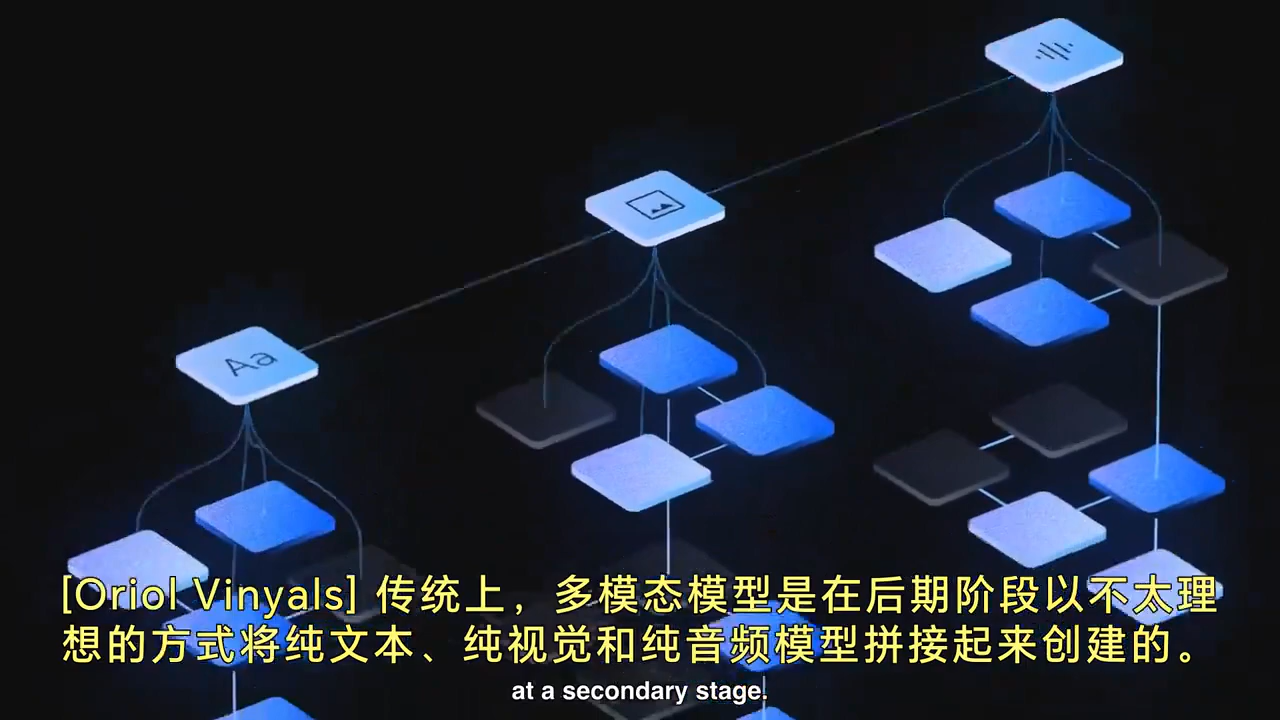 Aa
[Oriol Vinyals] 传统上，多模态模型是在后期阶段以不太理
想的方式将纯文本、纯视觉和纯音频模型拼接起来创建的。
at a secondary stage.